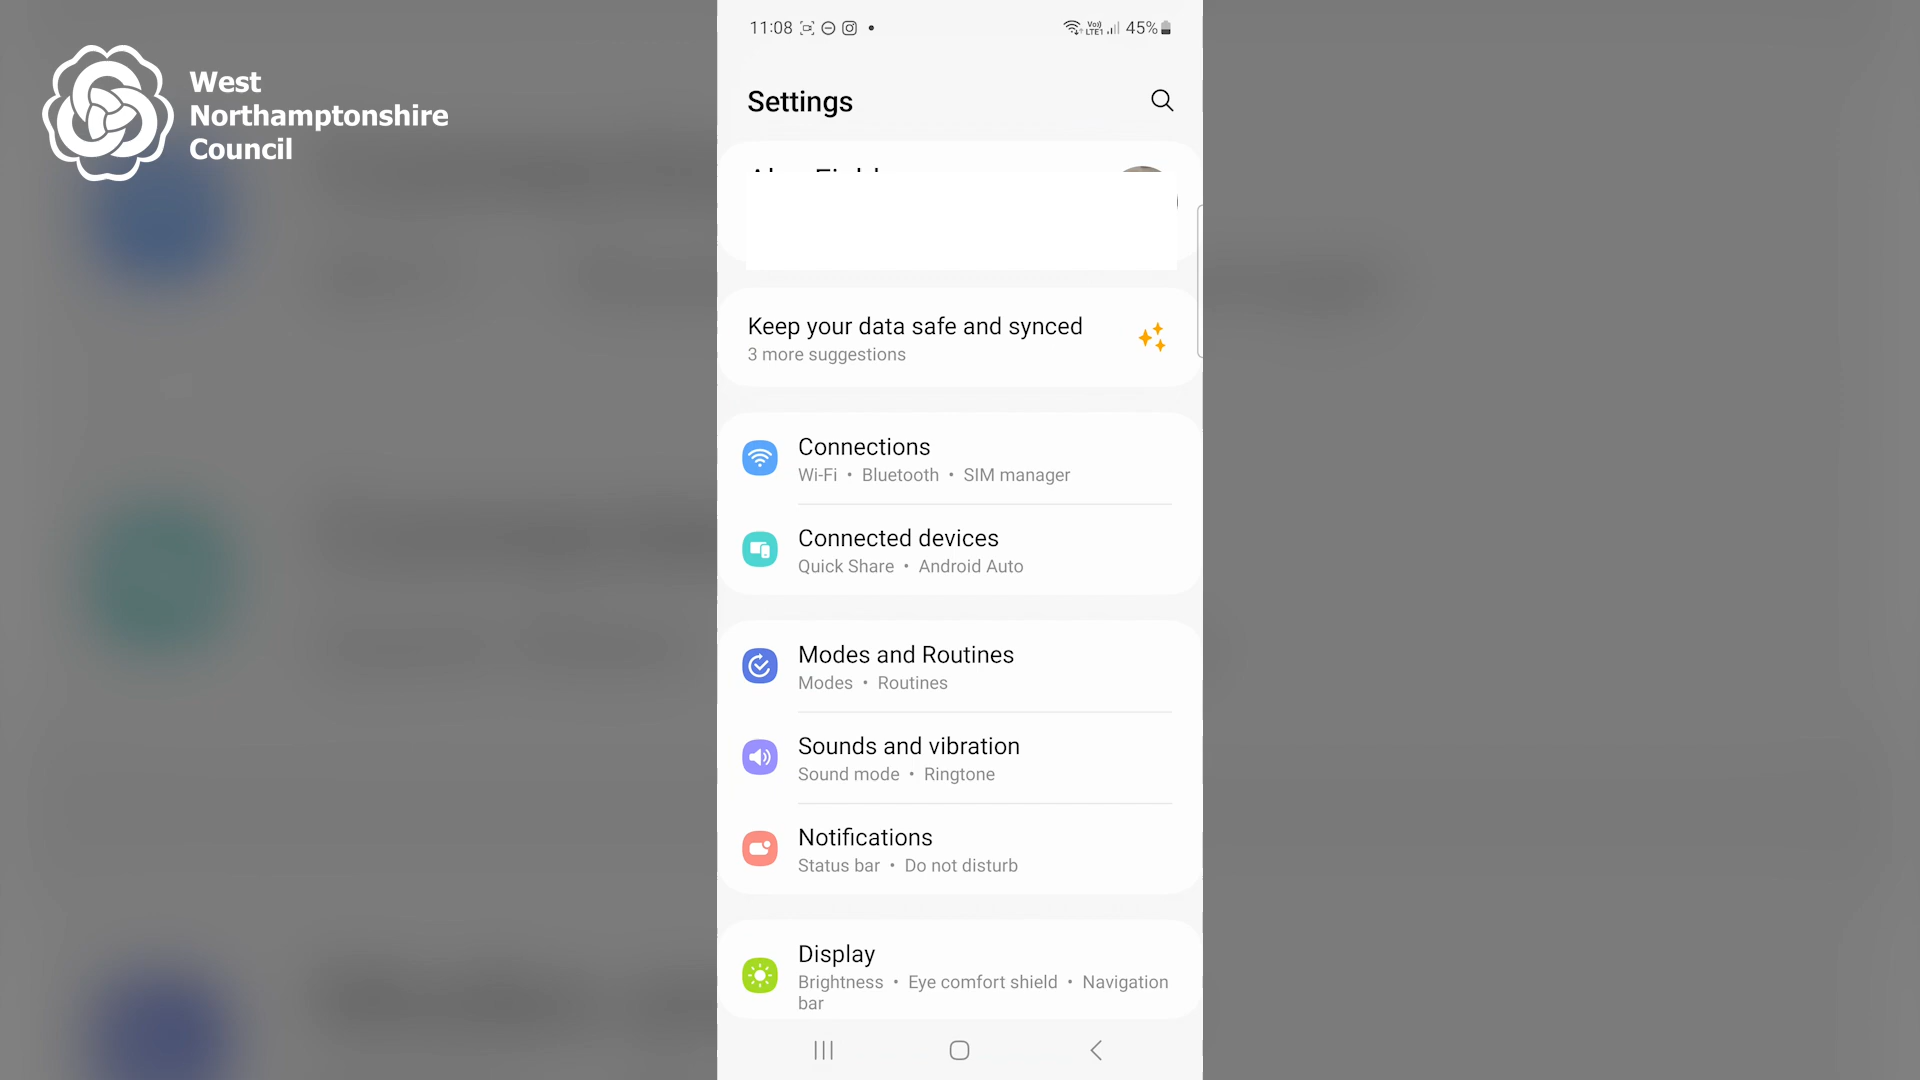 West
Northamptonshire
Council
11:08
Vo))
LTE1
45%
Settings
Keep your data safe and synced
3 more suggestions
Connections
Wi-Fi • Bluetooth • SIM manager
Connected devices
Quick Share • Android Auto
Modes and Routines
Modes • Routines
Sounds and vibration
Sound mode • Ringtone
Notifications
Status bar • Do not disturb
Display
Brightness • Eye comfort shield • Navigation
bar